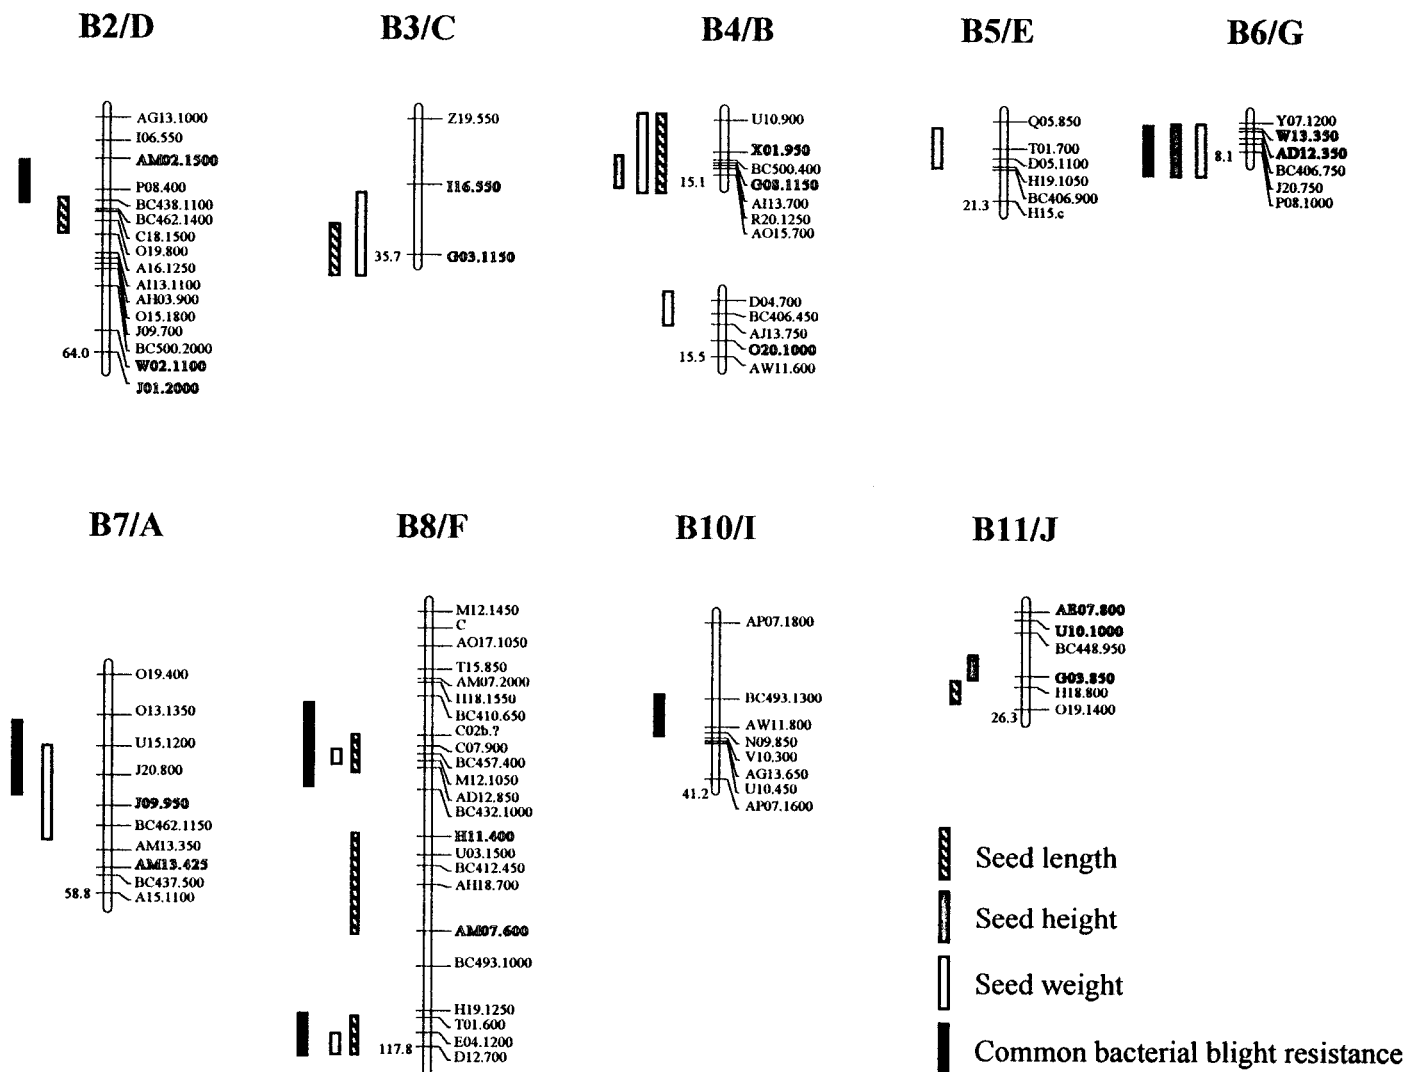 B2/D
AG13.1000
I06.550
AM02.1500
P08.400
BC438.1100
BC462.1400
C18.1500
O19.800
A16.1250
AI13.1100
AH03.900
O15.1800
J09.700
BC500.2000
64.0
W02.1100
J01.2000
B3/C
Z19.550
I16.550
35.7
G03.1150
B4/B
U10.900
X01.950
BC500.400
15.1
G08.1150
AI13.700
R20.1250
AO15.700
D04.700
BC406.450
AJ13.750
O20.1000
15.5
AW11.600
B5/E
Q05.850
T01.700
D05.1100
H19.1050
BC406.900
21.3
H15.c
B6/G
Y07.1200
W13.350
8.1
AD12.350
BC406.750
J20.750
P08.1000
B7/A
O19.400
O13.1350
U15.1200
J20.800
J09.950
BC462.1150
AM13.350
AM13.425
BC437.500
58.8
A15.1100
B8/F
M12.1450
C
AO17.1050
T15.850
AM07.2000
H18.1550
BC410.650
C02b.?
C07.900
BC457.400
M12.1050
AD12.850
BC432.1000
H11.400
U03.1500
BC412.450
AH18.700
AM07.600
BC493.1000
H19.1250
T01.600
E04.1200
117.8
D12.700
B10/I
AP07.1800
BC493.1300
AW11.800
N09.850
V10.300
AG13.650
U10.450
41.2
AP07.1600
B11/J
AE07.800
U10.1000
BC448.950
G03.850
H18.800
26.3
O19.1400
Seed length
Seed height
Seed weight
Common bacterial blight resistance